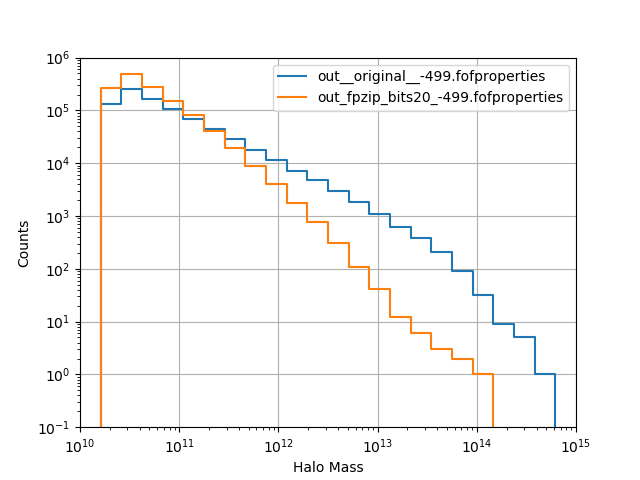 out__original__-499.fofproperties
out_fpzip_bits20_-499.fofproperties
10^6
10^5
10^4
10^3
10^2
10^1
10^0
10^-1
Counts
10^10 10^11 10^12 10^13 10^14 10^15
Halo Mass